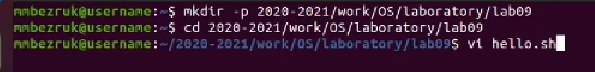 mmbezruk@username:~$ mkdir -p 2020-2021/work/OS/laboratory/lab09
mmbezruk@username:~$ cd 2020-2021/work/OS/laboratory/lab09
mmbezruk@username:~/2020-2021/work/OS/laboratory/lab09$ vi hello.sh